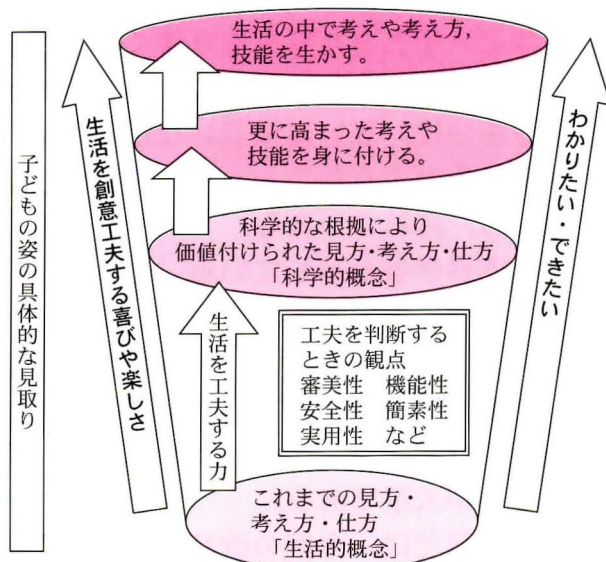 生活の中で考えや考え方,
技能を生かす。
更に高まった考えや
技能を身に付ける。
科学的な根拠により
価値付けられた見方・考え方・仕方
「科学的概念」
工夫を判断する
ときの観点
審美性 機能性
安全性 簡素性
実用性 など
これまでの見方・
考え方・仕方
「生活的概念」
生活を工夫する力
わかりたい・できたい
生活を創意工夫する喜びや楽しさ
子どもの姿の具体的な見取り